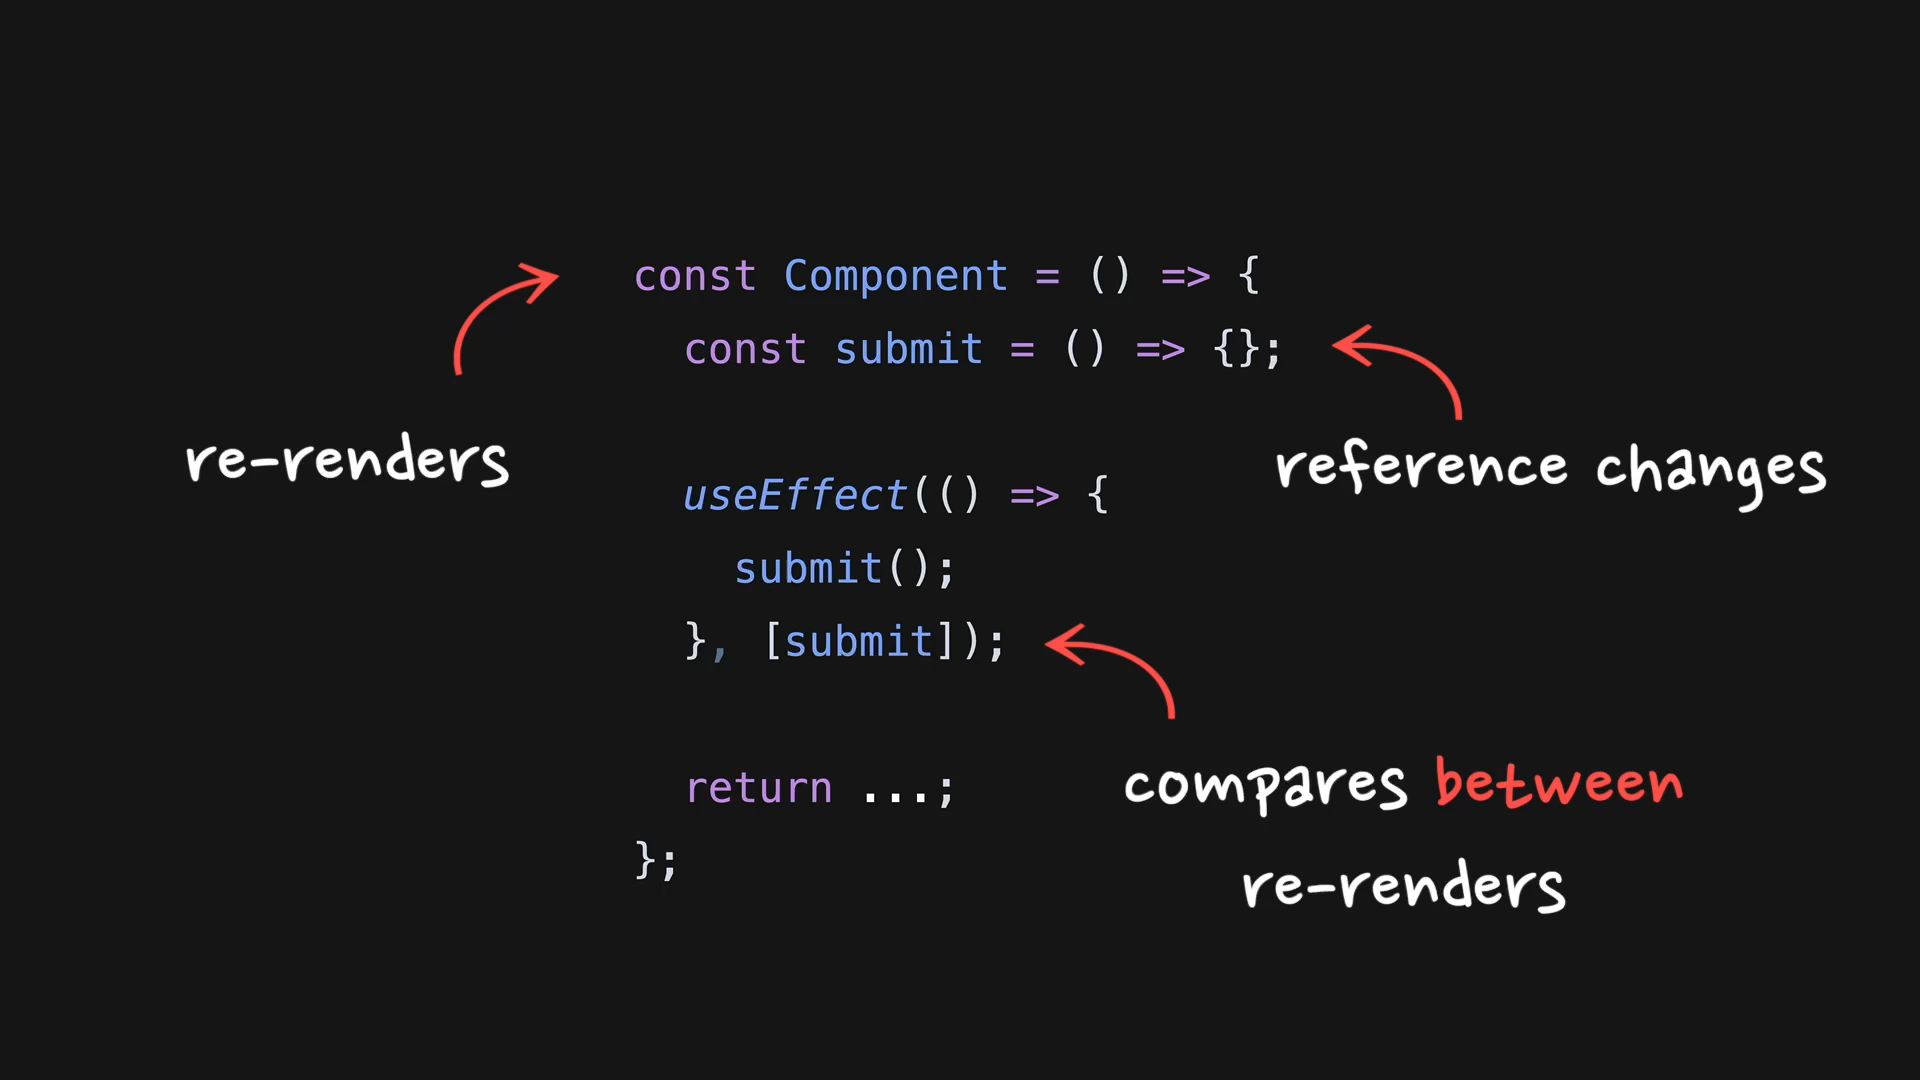 const Component = () => {
const submit = () => {};
re-renders
reference changes
useEffect(() => {
submit();
}, [submit]);
compares between
re-renders
return ...;
};